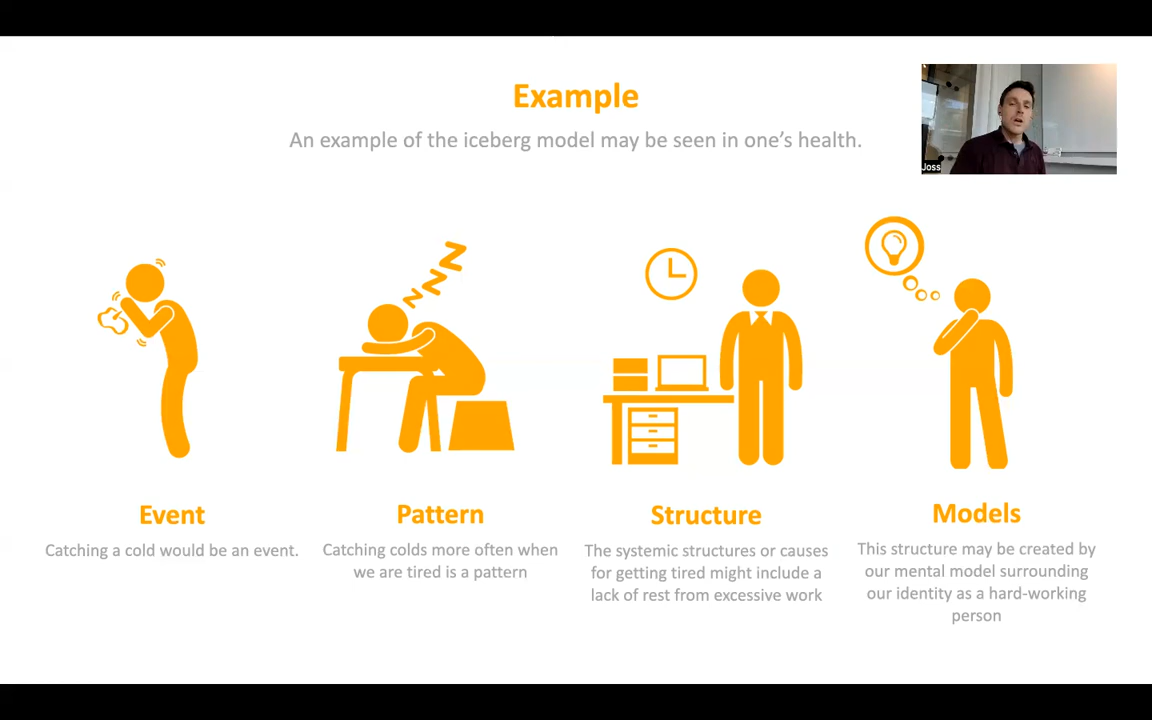 Example
An example of the iceberg model may be seen in one's health.
Joss
Z
Z
Z
Event
Catching a cold would be an event.
Pattern
Catching colds more often when
we are tired is a pattern
Structure
The systemic structures or causes
for getting tired might include a
lack of rest from excessive work
Models
This structure may be created by
our mental model surrounding
our identity as a hard-working
person